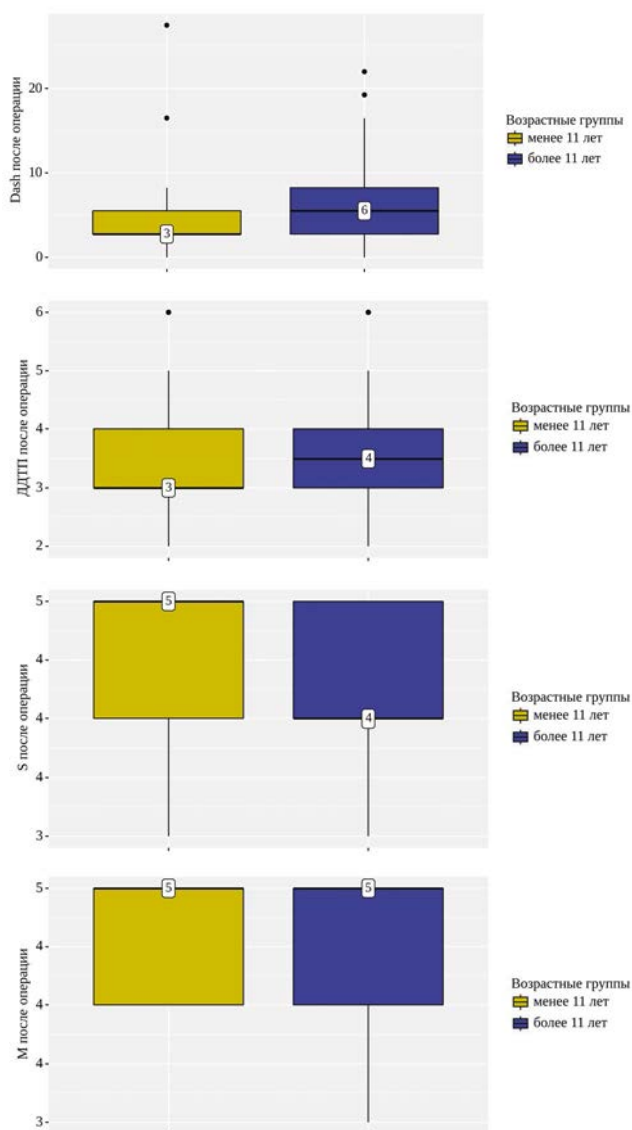 Dash после операции
20
10
0
3
6
Возрастные группы
менее 11 лет
более 11 лет
ДДТП после операции
6
5
4
3
2
3
4
Возрастные группы
менее 11 лет
более 11 лет
S после операции
5
4
4
4
3
5
4
Возрастные группы
менее 11 лет
более 11 лет
М после операции
5
4
4
4
3
5
5
Возрастные группы
менее 11 лет
более 11 лет